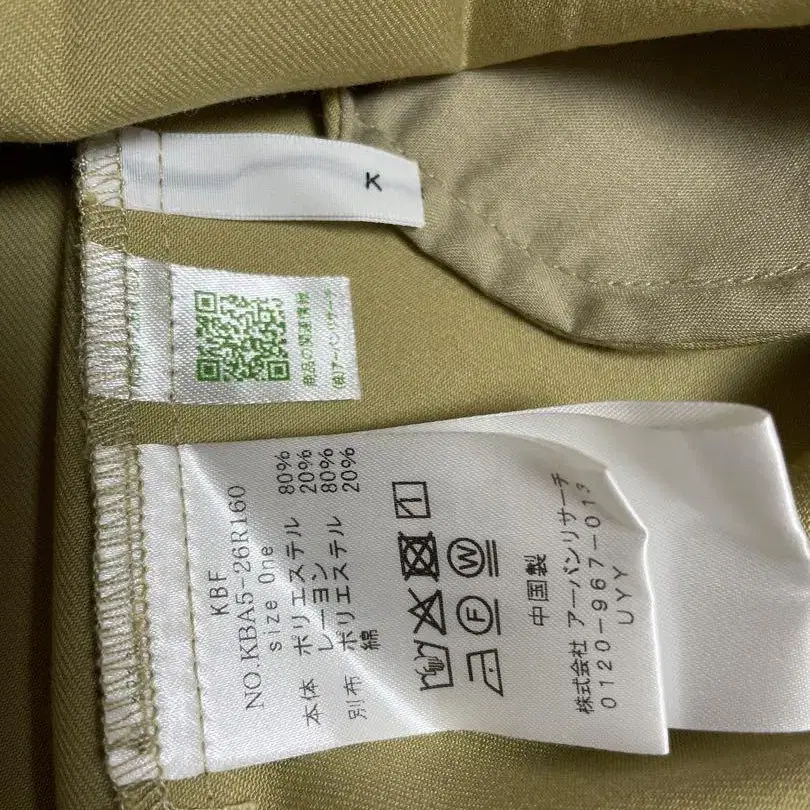 K
商品の関連情報
(株)アーバンリサーチ
KBF
NO.KBA5-26R160
size One
本体 ポリエステル 80%
レーヨン 20%
別布 ポリエステル 80%
綿 20%
1
W
F
中国製
株式会社 アーバンリサーチ
0120-967-013
UYY